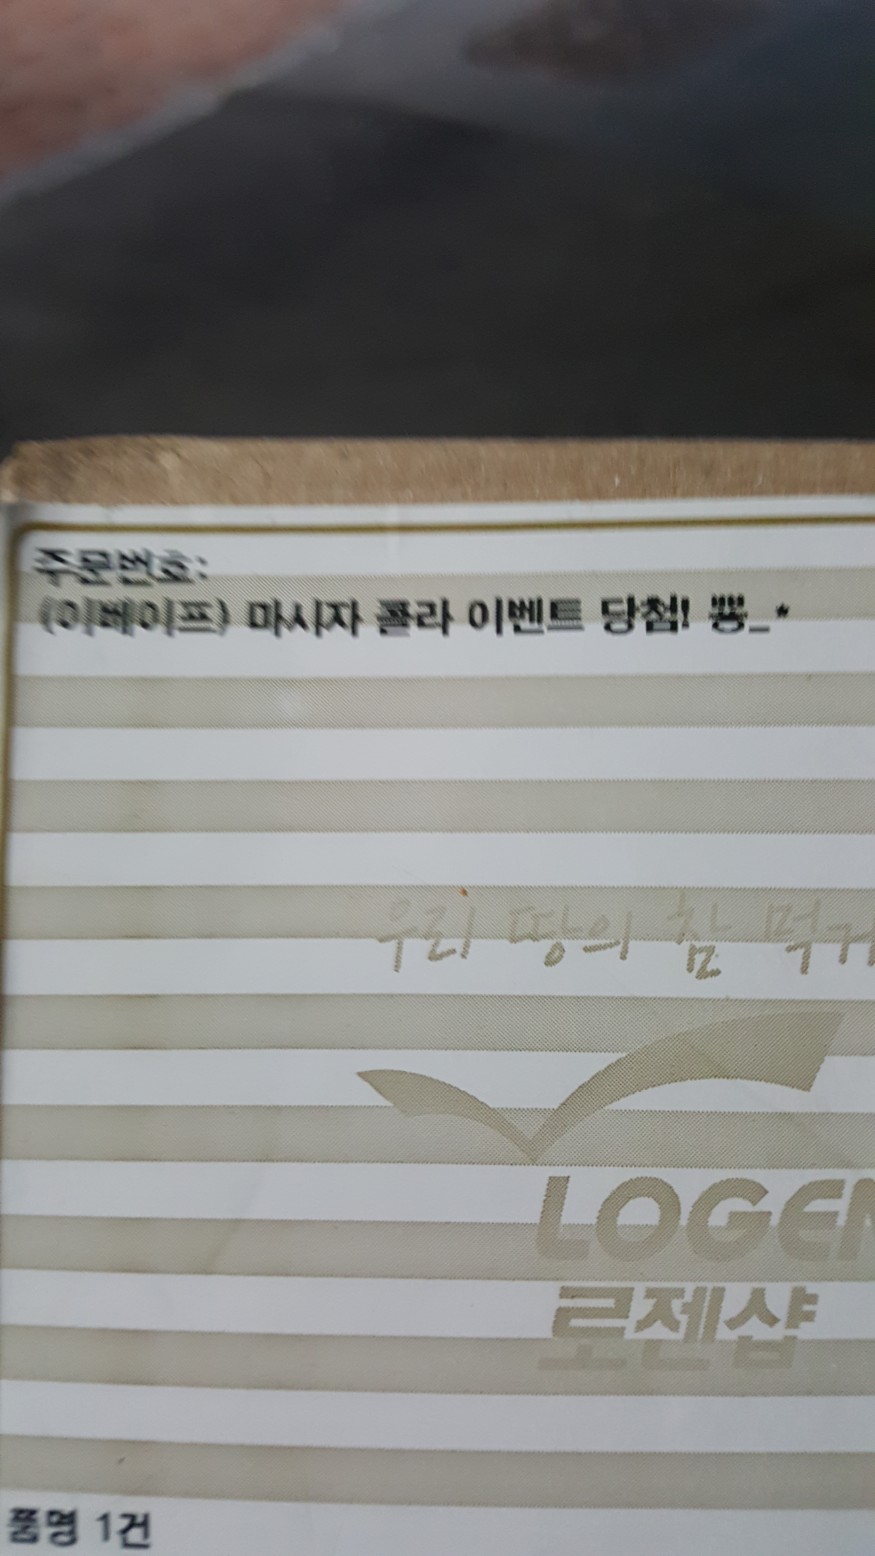 주문번호:
(이베이프) 마시자 콜라 이벤트 당첨! 뿅_*
우리 땅의 참 먹거
LOGEN
로젠샵
품명 1건